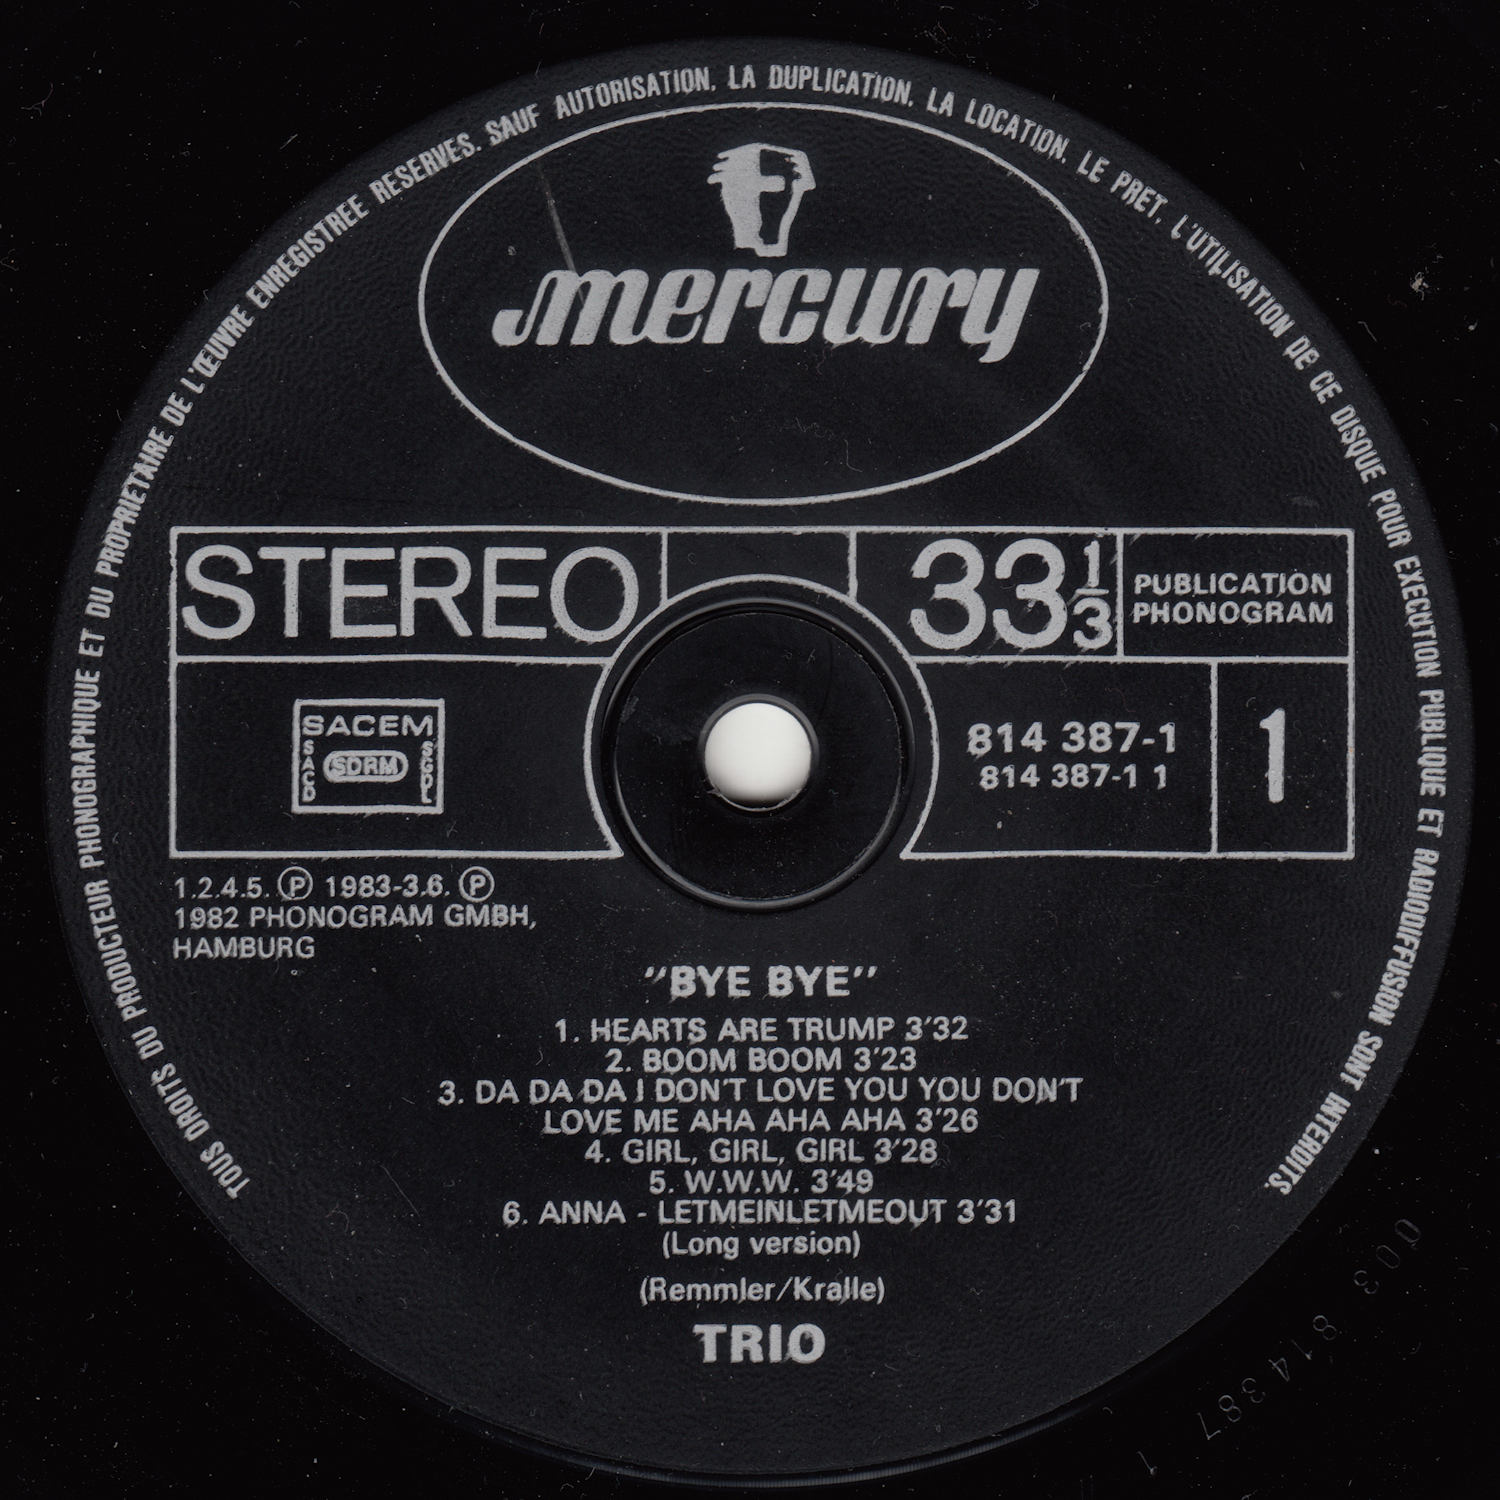 TOUS DROITS DU PRODUCTEUR PHONOGRAPHIQUE ET DU PROPRIETAIRE DE L'ŒUVRE ENREGISTREE RESERVES. SAUF AUTORISATION, LA DUPLICATION, LA LOCATION, LE PRET, L'UTILISATION DE CE DISQUE POUR EXECUTION PUBLIQUE ET RADIODIFFUSION SONT INTERDITS.
mercury
STEREO
33 1/3
PUBLICATION
PHONOGRAM
SACEM
SACD
SDRM
SGDL
814 387-1
814 387-1 1
1
1.2.4.5. Ⓟ 1983-3.6. Ⓟ
1982 PHONOGRAM GMBH,
HAMBURG
"BYE BYE"
1. HEARTS ARE TRUMP 3'32
2. BOOM BOOM 3'23
3. DA DA DA I DON'T LOVE YOU YOU DON'T
LOVE ME AHA AHA AHA 3'26
4. GIRL, GIRL, GIRL 3'28
5. W.W.W. 3'49
6. ANNA - LETMEINLETMEOUT 3'31
(Long version)
(Remmler/Kralle)
TRIO
003 814387 1